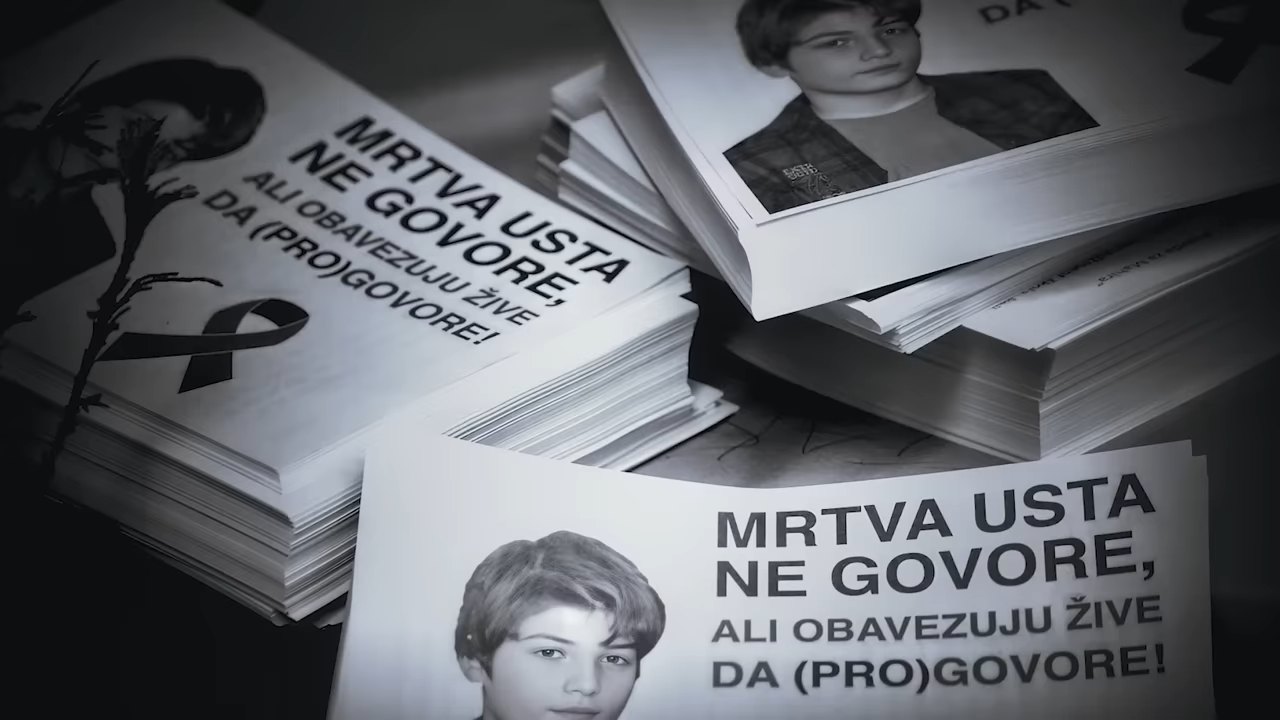 MRTVA USTA
NE GOVORE,
ALI OBAVEZUJU ŽIVE
DA (PRO)GOVORE!
DA (
MRTVA USTA
NE GOVORE,
ALI OBAVEZUJU ŽIVE
DA (PRO)GOVORE!